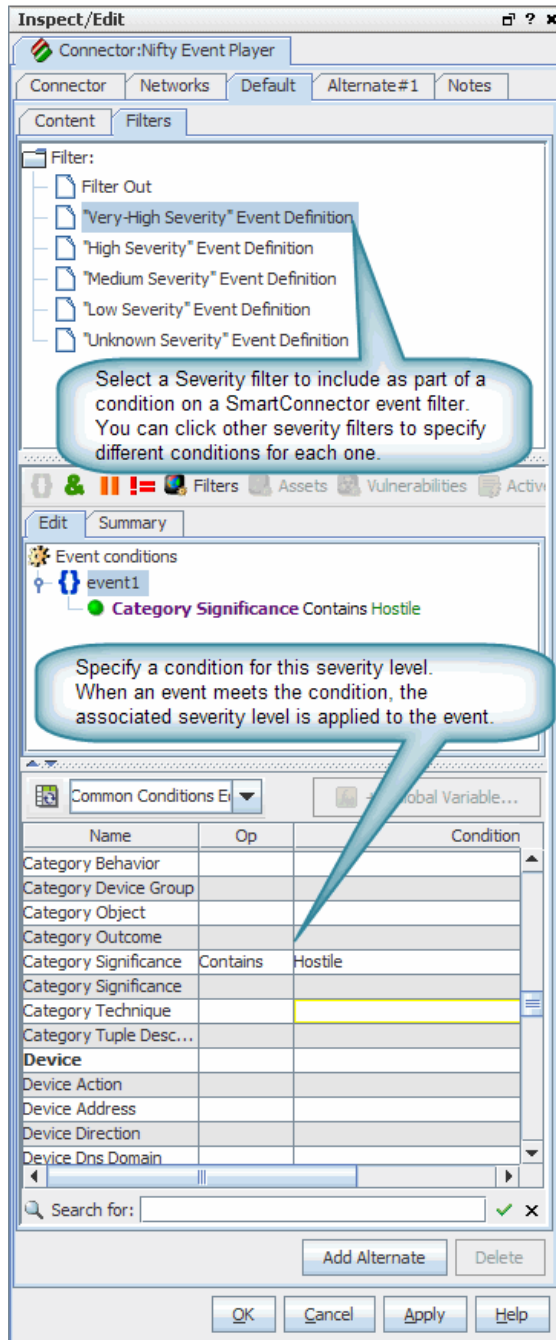 Inspect/Edit
Connector:Nifty Event Player
Connector Networks Default Alternate#1 Notes
Content Filters
Filter:
Filter Out
"Very-High Severity" Event Definition
"High Severity" Event Definition
"Medium Severity" Event Definition
"Low Severity" Event Definition
"Unknown Severity" Event Definition
Select a Severity filter to include as part of a
condition on a SmartConnector event filter.
You can click other severity filters to specify
different conditions for each one.
& != Filters Assets Vulnerabilities Activ
Edit Summary
Event conditions
{} event1
Category Significance Contains Hostile
Specify a condition for this severity level.
When an event meets the condition, the
associated severity level is applied to the event.
Common Conditions E Global Variable...
Name Op Condition
Category Behavior
Category Device Group
Category Object
Category Outcome
Category Significance Contains Hostile
Category Significance
Category Technique
Category Tuple Desc...
Device
Device Action
Device Address
Device Direction
Device Dns Domain
Search for:
Add Alternate Delete
OK Cancel Apply Help